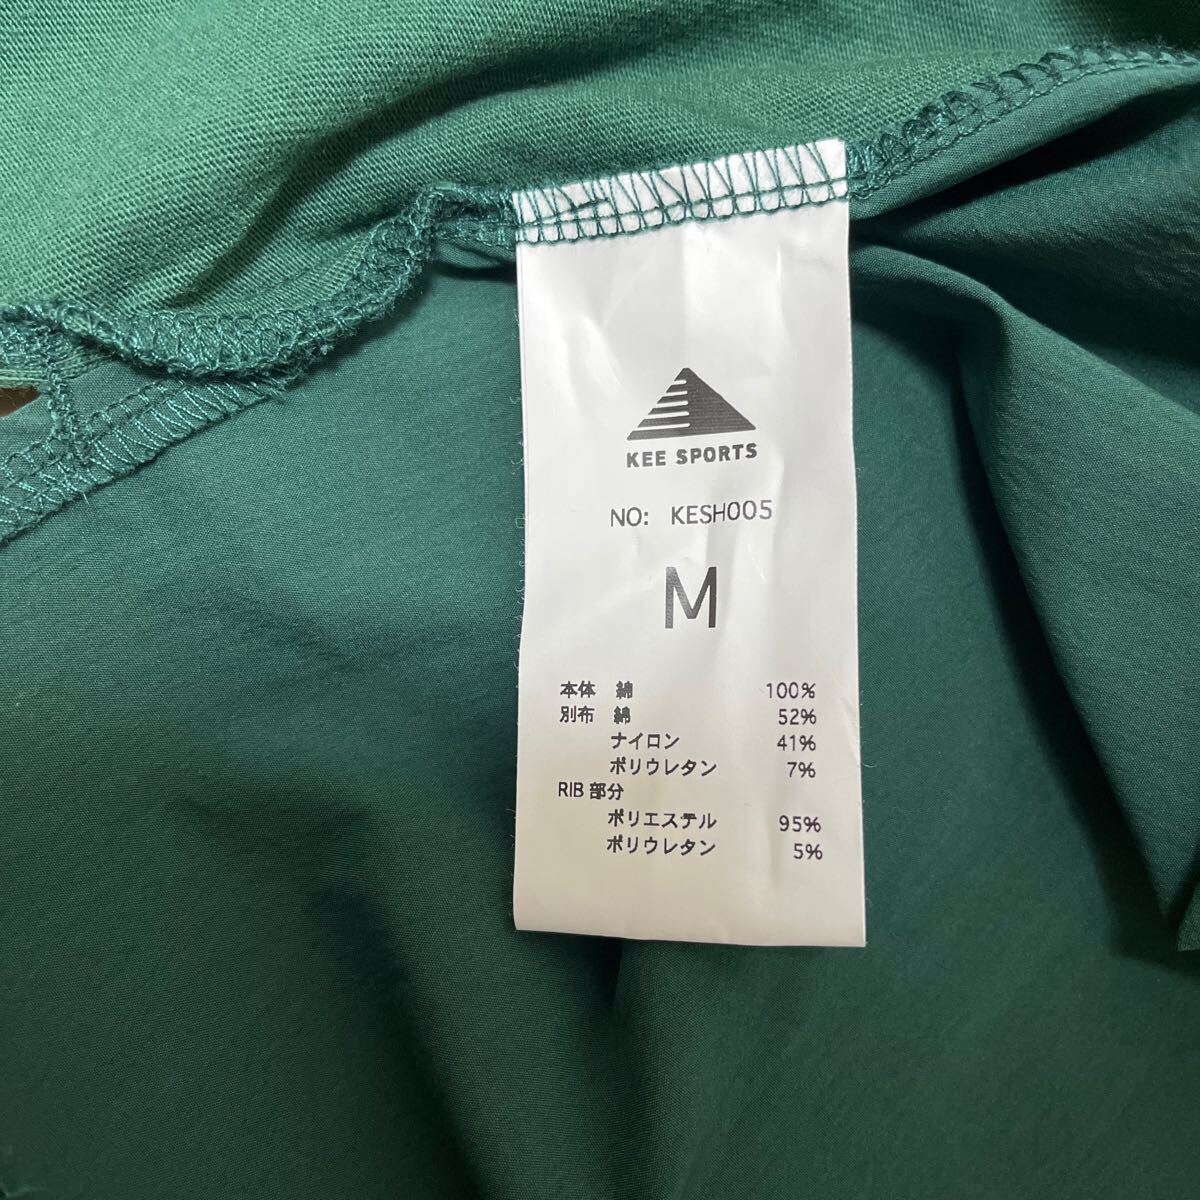 KEE SPORTS
NO: KESH005
M
本体 綿 100%
別布 綿 52%
ナイロン 41%
ポリウレタン 7%
RIB 部分
ポリエステル 95%
ポリウレタン 5%